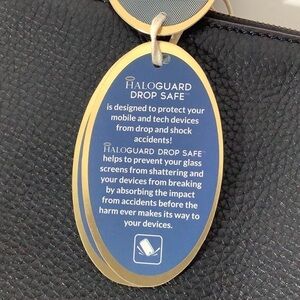 HALOGUARD
DROP SAFE™
is designed to protect your
mobile and tech devices
from drop and shock
accidents!
HALOGUARD DROP SAFE™
helps to prevent your glass
screens from shattering and
your devices from breaking
by absorbing the impact
from accidents before the
harm ever makes its way to
your devices.